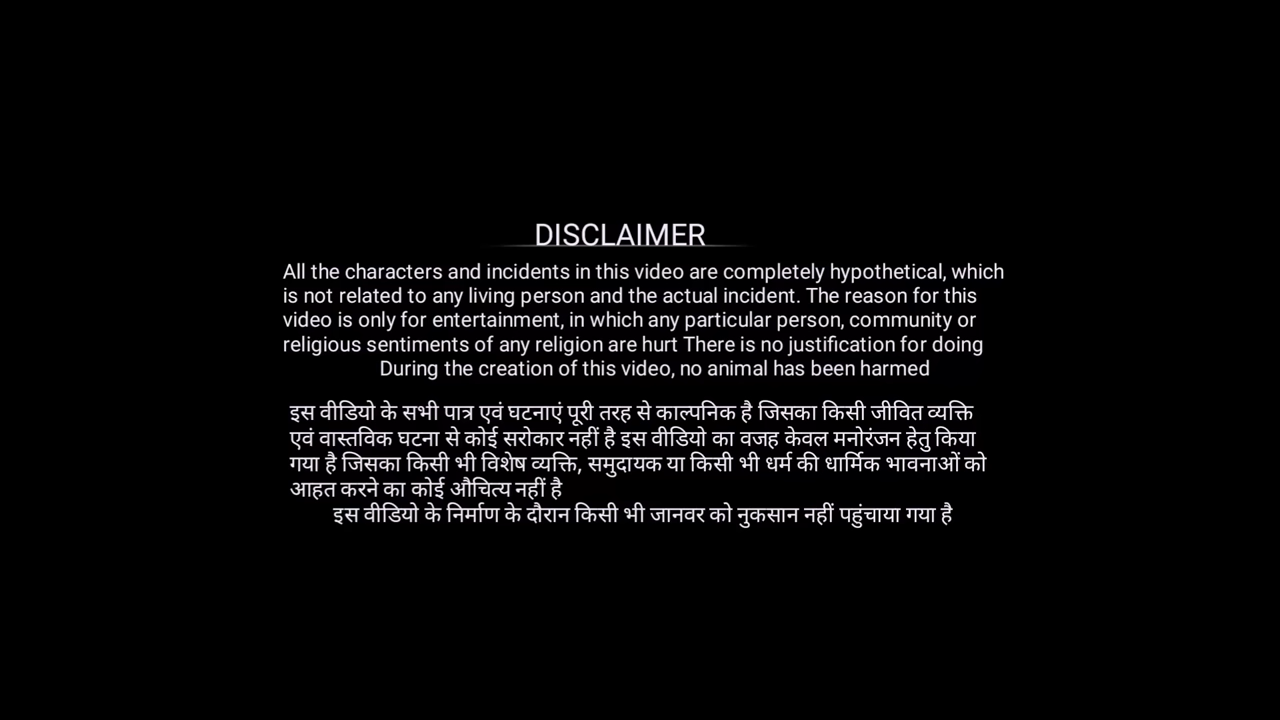 DISCLAIMER
All the characters and incidents in this video are completely hypothetical, which
is not related to any living person and the actual incident. The reason for this
video is only for entertainment, in which any particular person, community or
religious sentiments of any religion are hurt There is no justification for doing
During the creation of this video, no animal has been harmed
इस वीडियो के सभी पात्र एवं घटनाएं पूरी तरह से काल्पनिक है जिसका किसी जीवित व्यक्ति
एवं वास्तविक घटना से कोई सरोकार नहीं है इस वीडियो का वजह केवल मनोरंजन हेतु किया
गया है जिसका किसी भी विशेष व्यक्ति, समुदायक या किसी भी धर्म की धार्मिक भावनाओं को
आहत करने का कोई औचित्य नहीं है
इस वीडियो के निर्माण के दौरान किसी भी जानवर को नुकसान नहीं पहुंचाया गया है